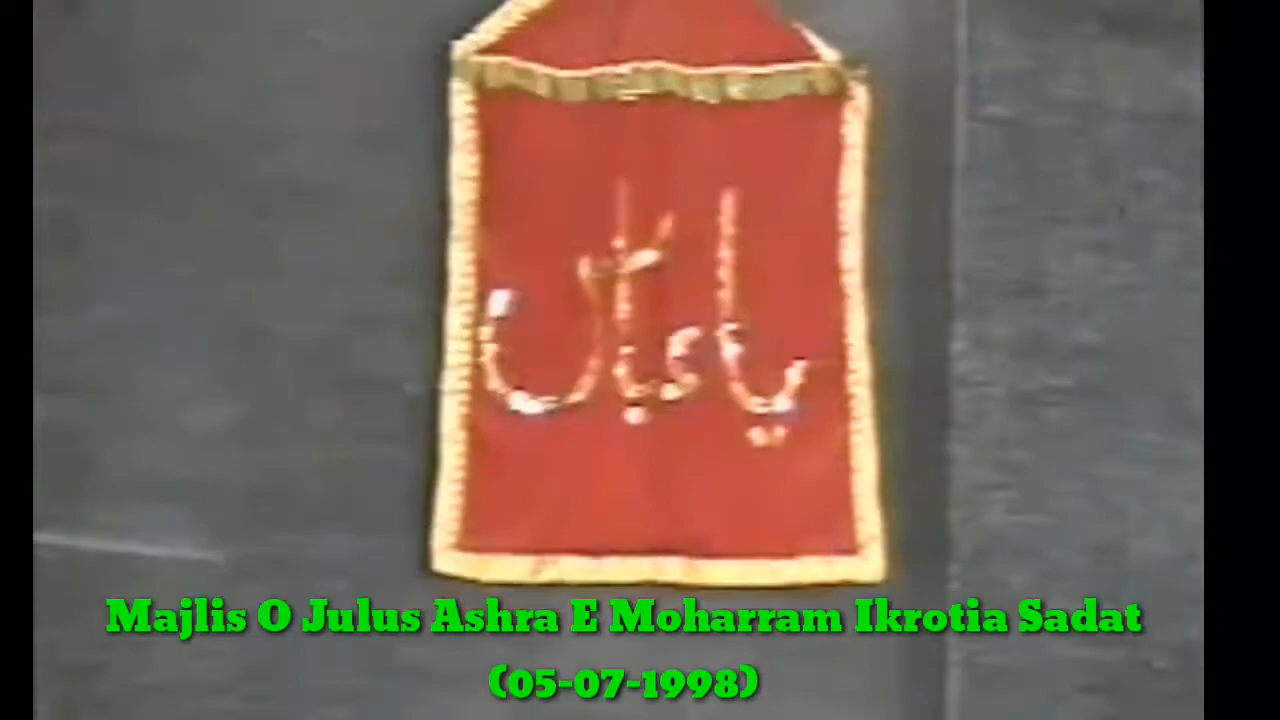 یا عباس
Majlis O Julus Ashra E Moharram Ikrotia Sadat
(05-07-1998)